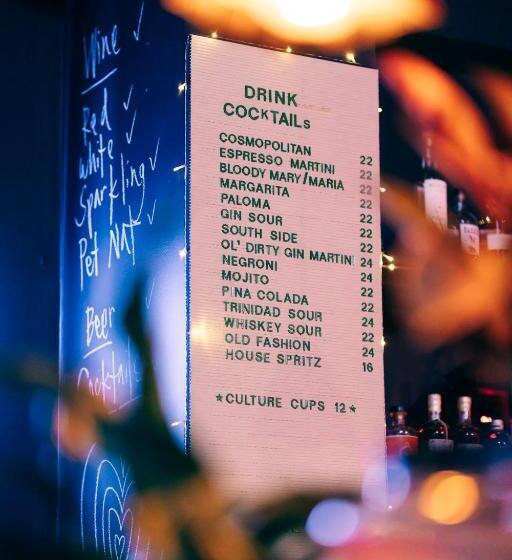 Wine ✓
Red ✓
White ✓
Sparkling ✓
Pet Nat ✓
Beer
Cocktails
DRINK
COCKTAILs
COSMOPOLITAN 22
ESPRESSO MARTINI 22
BLOODY MARY/MARIA 22
MARGARITA 22
PALOMA 22
GIN SOUR 22
SOUTH SIDE 22
OL' DIRTY GIN MARTINI 24
NEGRONI 24
MOJITO 22
PINA COLADA 22
TRINIDAD SOUR 24
WHISKEY SOUR 22
OLD FASHION 24
HOUSE SPRITZ 16
★CULTURE CUPS 12★